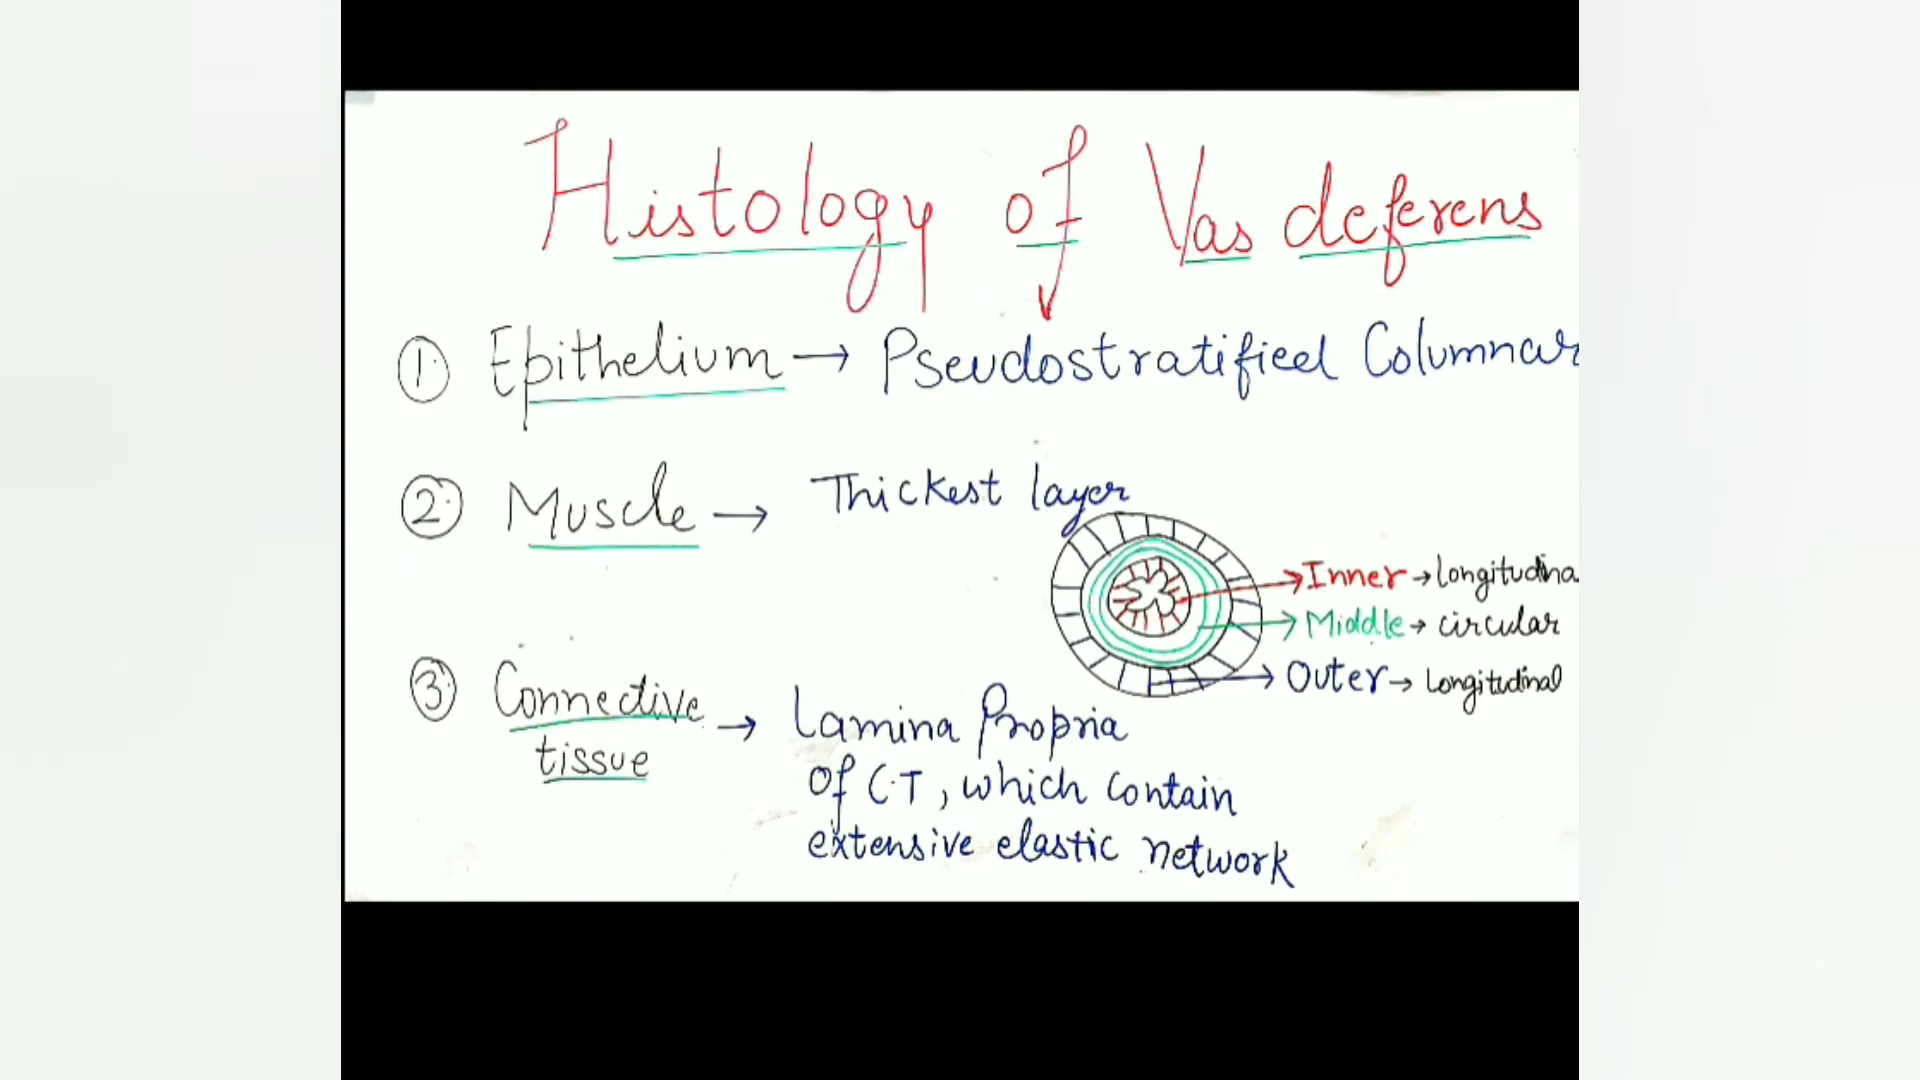 Histology of Vas deferens
① Epithelium → Pseudostratified Columnar
② Muscle → Thickest layer
Inner → Longitudina
Middle → circular
Outer → Longitudinal
③ Connective → Lamina Propria
tissue
of C.T, which contain
extensive elastic network